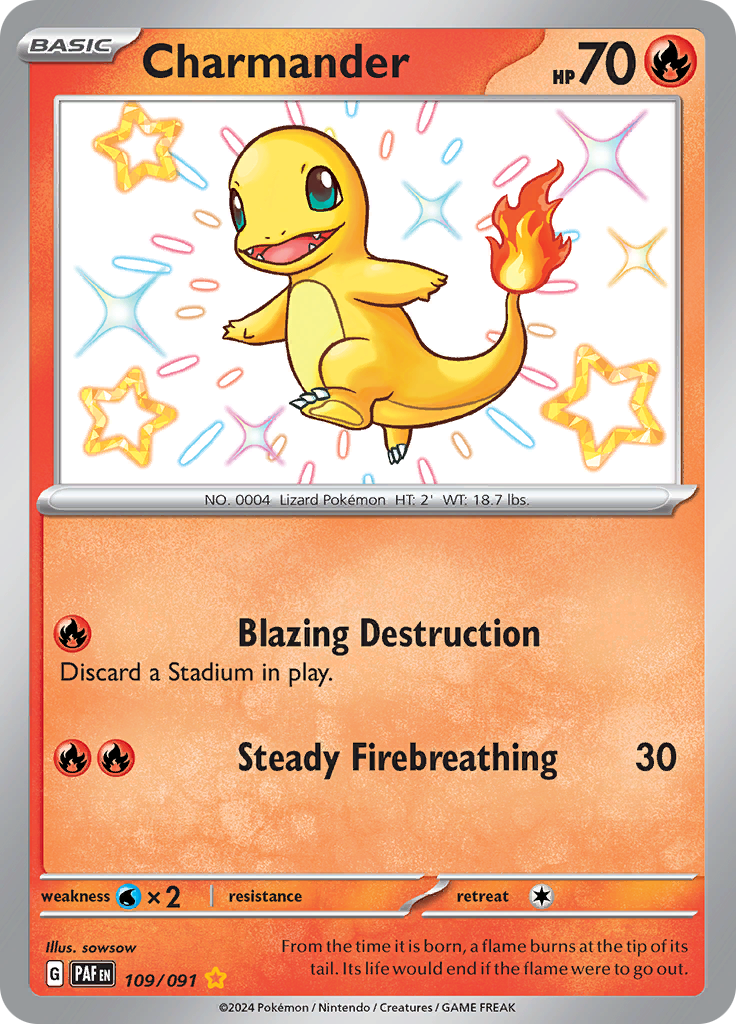 BASIC
Charmander
HP 70
NO. 0004 Lizard Pokémon HT: 2' WT: 18.7 lbs.
Blazing Destruction
Discard a Stadium in play.
Steady Firebreathing 30
weakness ×2 resistance retreat
Illus. sowsow
From the time it is born, a flame burns at the tip of its
tail. Its life would end if the flame were to go out.
G PAF EN 109/091
©2024 Pokémon / Nintendo / Creatures / GAME FREAK